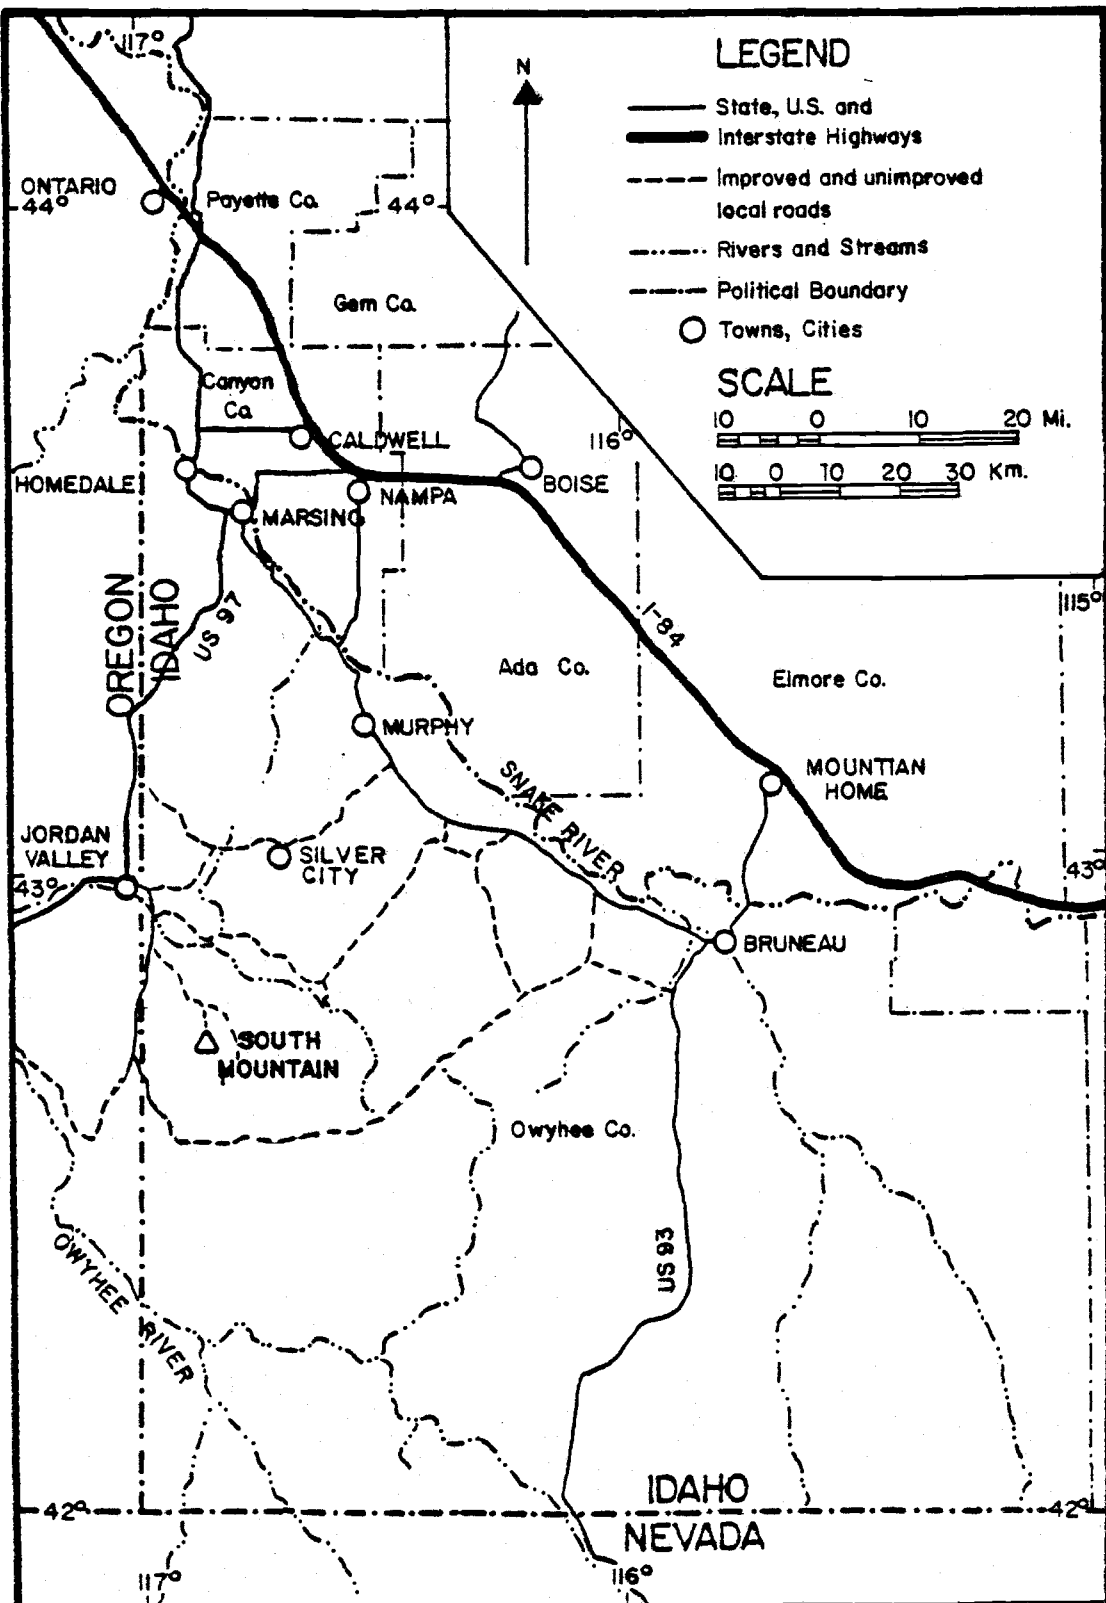 LEGEND
State, U.S. and
Interstate Highways
Improved and unimproved
local roads
Rivers and Streams
Political Boundary
Towns, Cities
SCALE
10 0 10 20 Mi.
10 0 10 20 30 Km.
N
117°
ONTARIO
44°
Payette Co.
44°
Gem Co.
Canyon
Co.
116°
CALDWELL
HOMEDALE
NAMPA
BOISE
MARSING
OREGON
IDAHO
US 97
I-84
115°
Ada Co.
Elmore Co.
MURPHY
SNAKE RIVER
MOUNTIAN
HOME
JORDAN
VALLEY
SILVER
CITY
43°
43°
BRUNEAU
SOUTH
MOUNTAIN
Owyhee Co.
US 93
OWYHEE RIVER
IDAHO
42°
42°
NEVADA
117°
116°